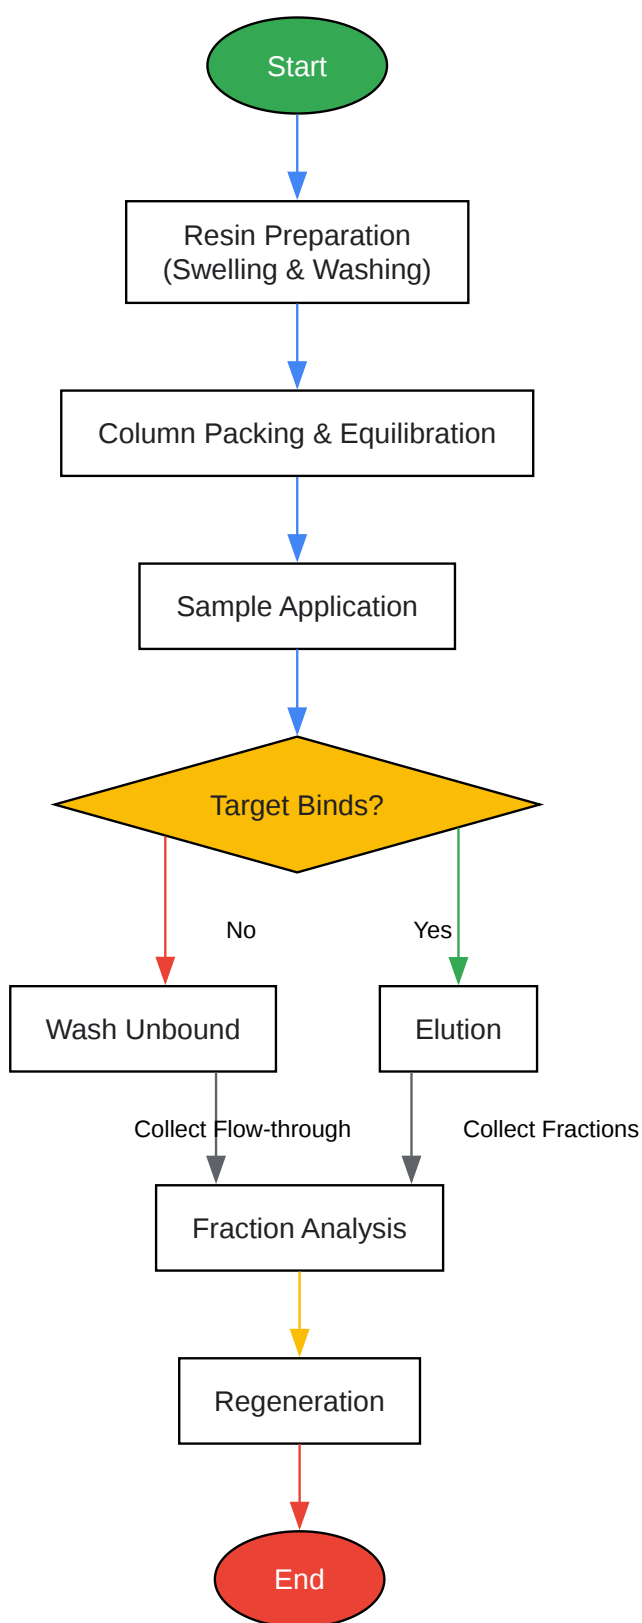 Start
Resin Preparation
(Swelling & Washing)
Column Packing & Equilibration
Sample Application
Target Binds?
No
Yes
Wash Unbound
Elution
Collect Flow-through
Collect Fractions
Fraction Analysis
Regeneration
End